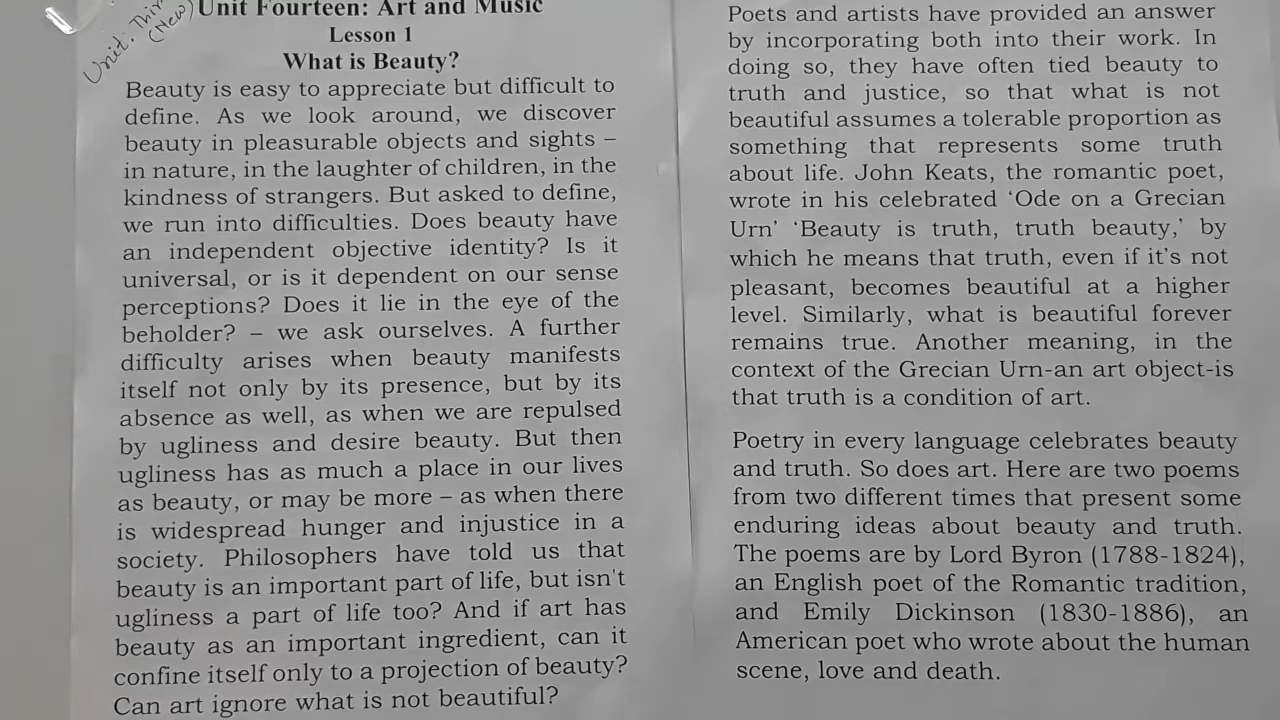 Unit Fourteen: Art and Music
Unit. Thir
(New)
Lesson 1
What is Beauty?
Beauty is easy to appreciate but difficult to
define. As we look around, we discover
beauty in pleasurable objects and sights –
in nature, in the laughter of children, in the
kindness of strangers. But asked to define,
we run into difficulties. Does beauty have
an independent objective identity? Is it
universal, or is it dependent on our sense
perceptions? Does it lie in the eye of the
beholder? – we ask ourselves. A further
difficulty arises when beauty manifests
itself not only by its presence, but by its
absence as well, as when we are repulsed
by ugliness and desire beauty. But then
ugliness has as much a place in our lives
as beauty, or may be more – as when there
is widespread hunger and injustice in a
society. Philosophers have told us that
beauty is an important part of life, but isn't
ugliness a part of life too? And if art has
beauty as an important ingredient, can it
confine itself only to a projection of beauty?
Can art ignore what is not beautiful?
Poets and artists have provided an answer
by incorporating both into their work. In
doing so, they have often tied beauty to
truth and justice, so that what is not
beautiful assumes a tolerable proportion as
something that represents some truth
about life. John Keats, the romantic poet,
wrote in his celebrated ‘Ode on a Grecian
Urn’ ‘Beauty is truth, truth beauty,’ by
which he means that truth, even if it’s not
pleasant, becomes beautiful at a higher
level. Similarly, what is beautiful forever
remains true. Another meaning, in the
context of the Grecian Urn-an art object-is
that truth is a condition of art.
Poetry in every language celebrates beauty
and truth. So does art. Here are two poems
from two different times that present some
enduring ideas about beauty and truth.
The poems are by Lord Byron (1788-1824),
an English poet of the Romantic tradition,
and Emily Dickinson (1830-1886), an
American poet who wrote about the human
scene, love and death.